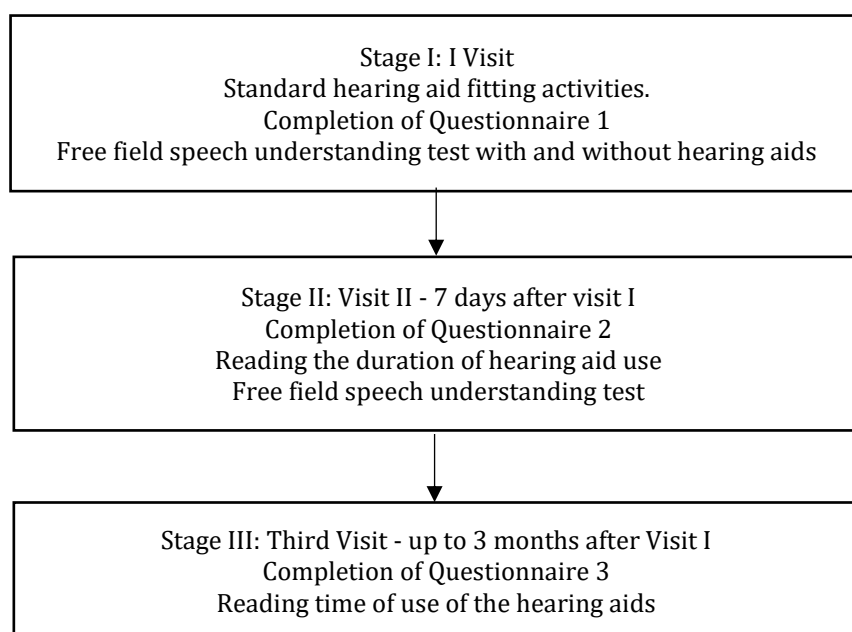 Stage I: I Visit
Standard hearing aid fitting activities.
Completion of Questionnaire 1
Free field speech understanding test with and without hearing aids
Stage II: Visit II - 7 days after visit I
Completion of Questionnaire 2
Reading the duration of hearing aid use
Free field speech understanding test
Stage III: Third Visit - up to 3 months after Visit I
Completion of Questionnaire 3
Reading time of use of the hearing aids